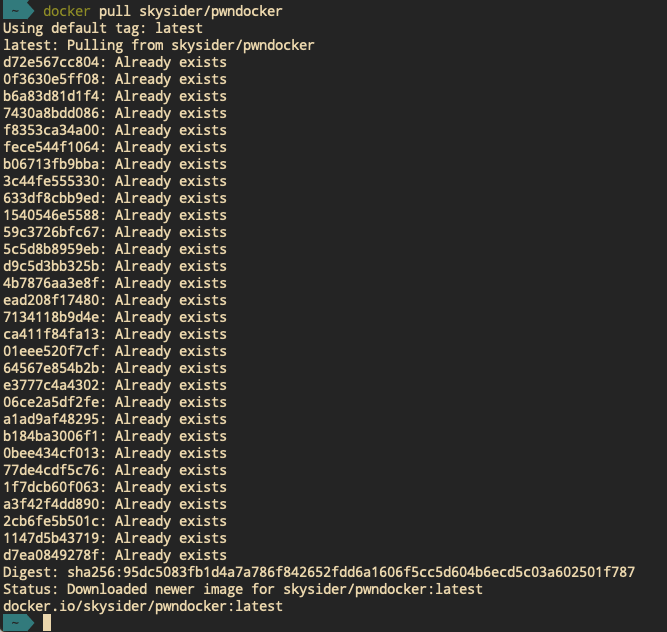 ~ docker pull skysider/pwndocker
Using default tag: latest
latest: Pulling from skysider/pwndocker
d72e567cc804: Already exists
0f3630e5ff08: Already exists
b6a83d81d1f4: Already exists
7430a8bdd086: Already exists
f8353ca34a00: Already exists
fece544f1064: Already exists
b06713fb9bba: Already exists
3c44fe555330: Already exists
633df8cbb9ed: Already exists
1540546e5588: Already exists
59c3726bfc67: Already exists
5c5d8b8959eb: Already exists
d9c5d3bb325b: Already exists
4b7876aa3e8f: Already exists
ead208f17480: Already exists
7134118b9d4e: Already exists
ca411f84fa13: Already exists
01eee520f7cf: Already exists
64567e854b2b: Already exists
e3777c4a4302: Already exists
06ce2a5df2fe: Already exists
a1ad9af48295: Already exists
b184ba3006f1: Already exists
0bee434cf013: Already exists
77de4cdf5c76: Already exists
1f7dcb60f063: Already exists
a3f42f4dd890: Already exists
2cb6fe5b501c: Already exists
1147d5b43719: Already exists
d7ea0849278f: Already exists
Digest: sha256:95dc5083fb1d4a7a786f842652fdd6a1606f5cc5d604b6ecd5c03a602501f787
Status: Downloaded newer image for skysider/pwndocker:latest
docker.io/skysider/pwndocker:latest
~